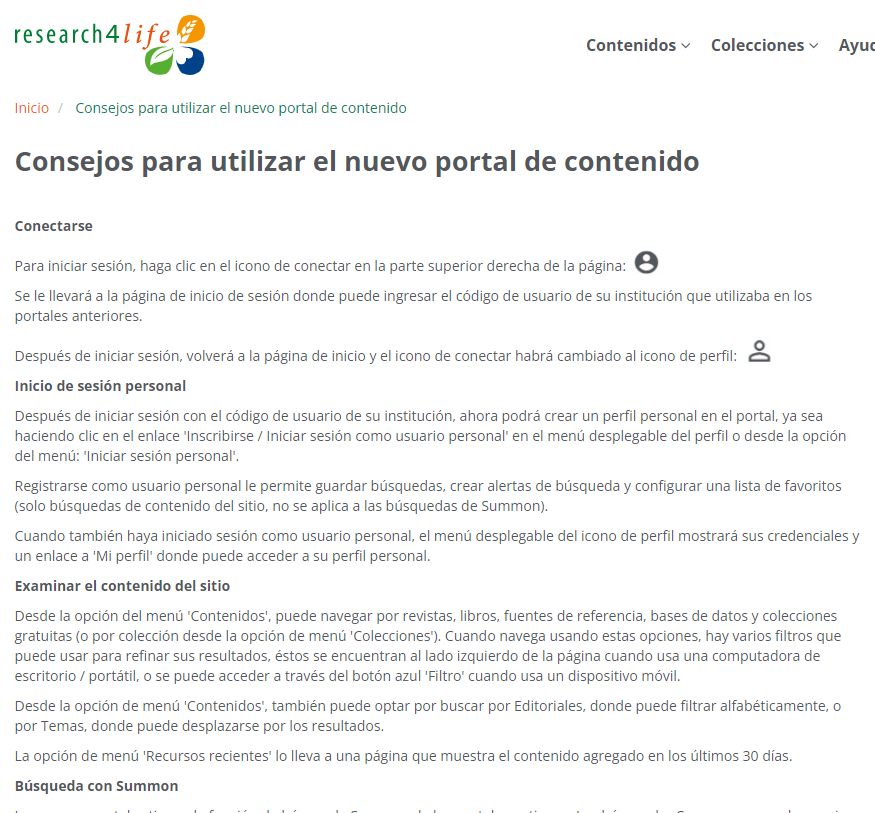 research4life
Contenidos
Colecciones
Ayud
Inicio / Consejos para utilizar el nuevo portal de contenido
Consejos para utilizar el nuevo portal de contenido
Conectarse
Para iniciar sesión, haga clic en el icono de conectar en la parte superior derecha de la página:
Se le llevará a la página de inicio de sesión donde puede ingresar el código de usuario de su institución que utilizaba en los
portales anteriores.
Después de iniciar sesión, volverá a la página de inicio y el icono de conectar habrá cambiado al icono de perfil:
Inicio de sesión personal
Después de iniciar sesión con el código de usuario de su institución, ahora podrá crear un perfil personal en el portal, ya sea
haciendo clic en el enlace 'Inscribirse / Iniciar sesión como usuario personal' en el menú desplegable del perfil o desde la opción
del menú: 'Iniciar sesión personal'.
Registrarse como usuario personal le permite guardar búsquedas, crear alertas de búsqueda y configurar una lista de favoritos
(solo búsquedas de contenido del sitio, no se aplica a las búsquedas de Summon).
Cuando también haya iniciado sesión como usuario personal, el menú desplegable del icono de perfil mostrará sus credenciales y
un enlace a 'Mi perfil' donde puede acceder a su perfil personal.
Examinar el contenido del sitio
Desde la opción del menú 'Contenidos', puede navegar por revistas, libros, fuentes de referencia, bases de datos y colecciones
gratuitas (o por colección desde la opción de menú 'Colecciones'). Cuando navega usando estas opciones, hay varios filtros que
puede usar para refinar sus resultados, éstos se encuentran al lado izquierdo de la página cuando usa una computadora de
escritorio / portátil, o se puede acceder a través del botón azul 'Filtro' cuando usa un dispositivo móvil.
Desde la opción de menú 'Contenidos', también puede optar por buscar por Editoriales, donde puede filtrar alfabéticamente, o
por Temas, donde puede desplazarse por los resultados.
La opción de menú 'Recursos recientes' lo lleva a una página que muestra el contenido agregado en los últimos 30 días.
Búsqueda con Summon